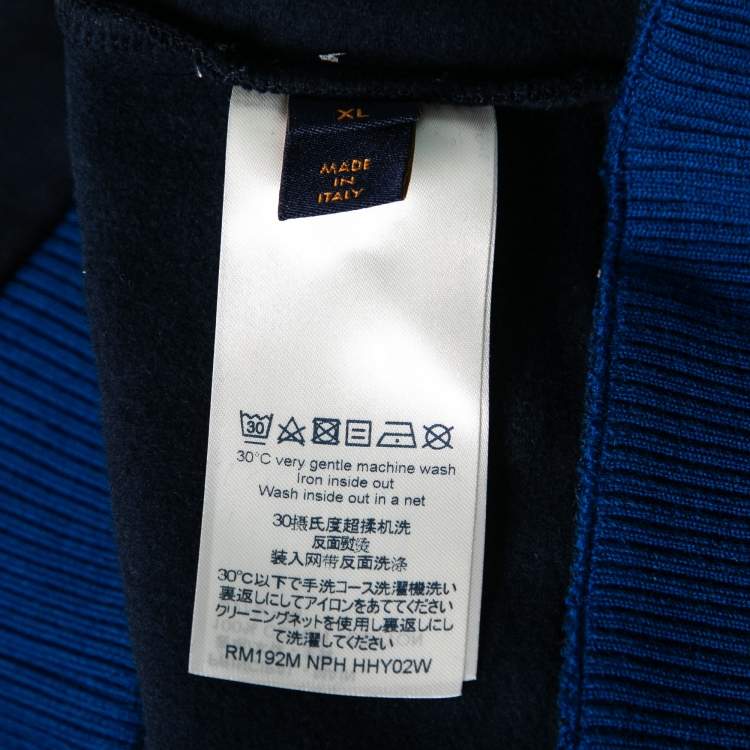 XL
MADE
IN
ITALY
30
30°C very gentle machine wash
Iron inside out
Wash inside out in a net
30摄氏度超揉机洗
反面熨烫
装入网带反面洗涤
30℃以下で手洗コース洗濯機洗い
裏返しにしてアイロンをあててください
クリーニングネットを使用し裏返しにし
て洗濯してください
RM192M NPH HHY02W